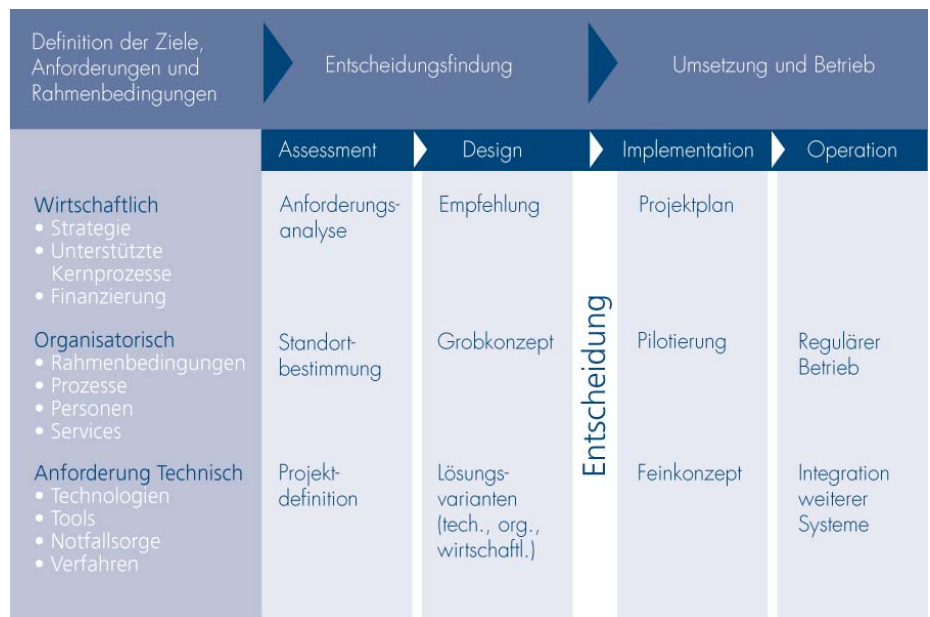 Definition der Ziele,
Anforderungen und
Rahmenbedingungen
Entscheidungsfindung
Umsetzung und Betrieb
Assessment
Design
Implementation
Operation
Wirtschaftlich
• Strategie
• Unterstützte
Kernprozesse
• Finanzierung
Anforderungs-
analyse
Empfehlung
Projektplan
Organisatorisch
• Rahmenbedingungen
• Prozesse
• Personen
• Services
Standort-
bestimmung
Grobkonzept
Entscheidung
Pilotierung
Regulärer
Betrieb
Anforderung Technisch
• Technologien
• Tools
• Notfallsorge
• Verfahren
Projekt-
definition
Lösungs-
varianten
(tech., org.,
wirtschaftl.)
Feinkonzept
Integration
weiterer
Systeme